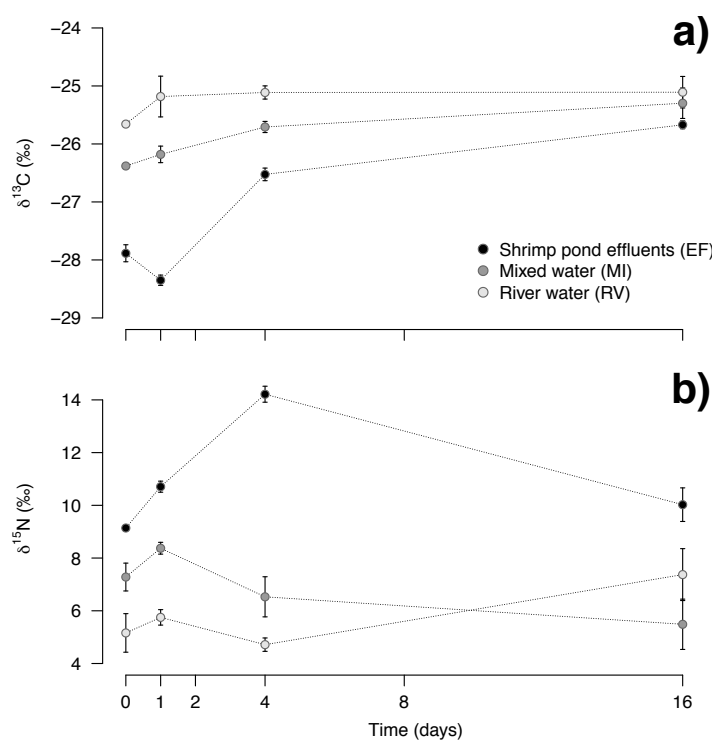 a)
−24
−25
−26
−27
−28
−29
δ13C (‰)
Shrimp pond effluents (EF)
Mixed water (MI)
River water (RV)
b)
14
12
10
8
6
4
δ15N (‰)
0 1 2 4 8 16
Time (days)